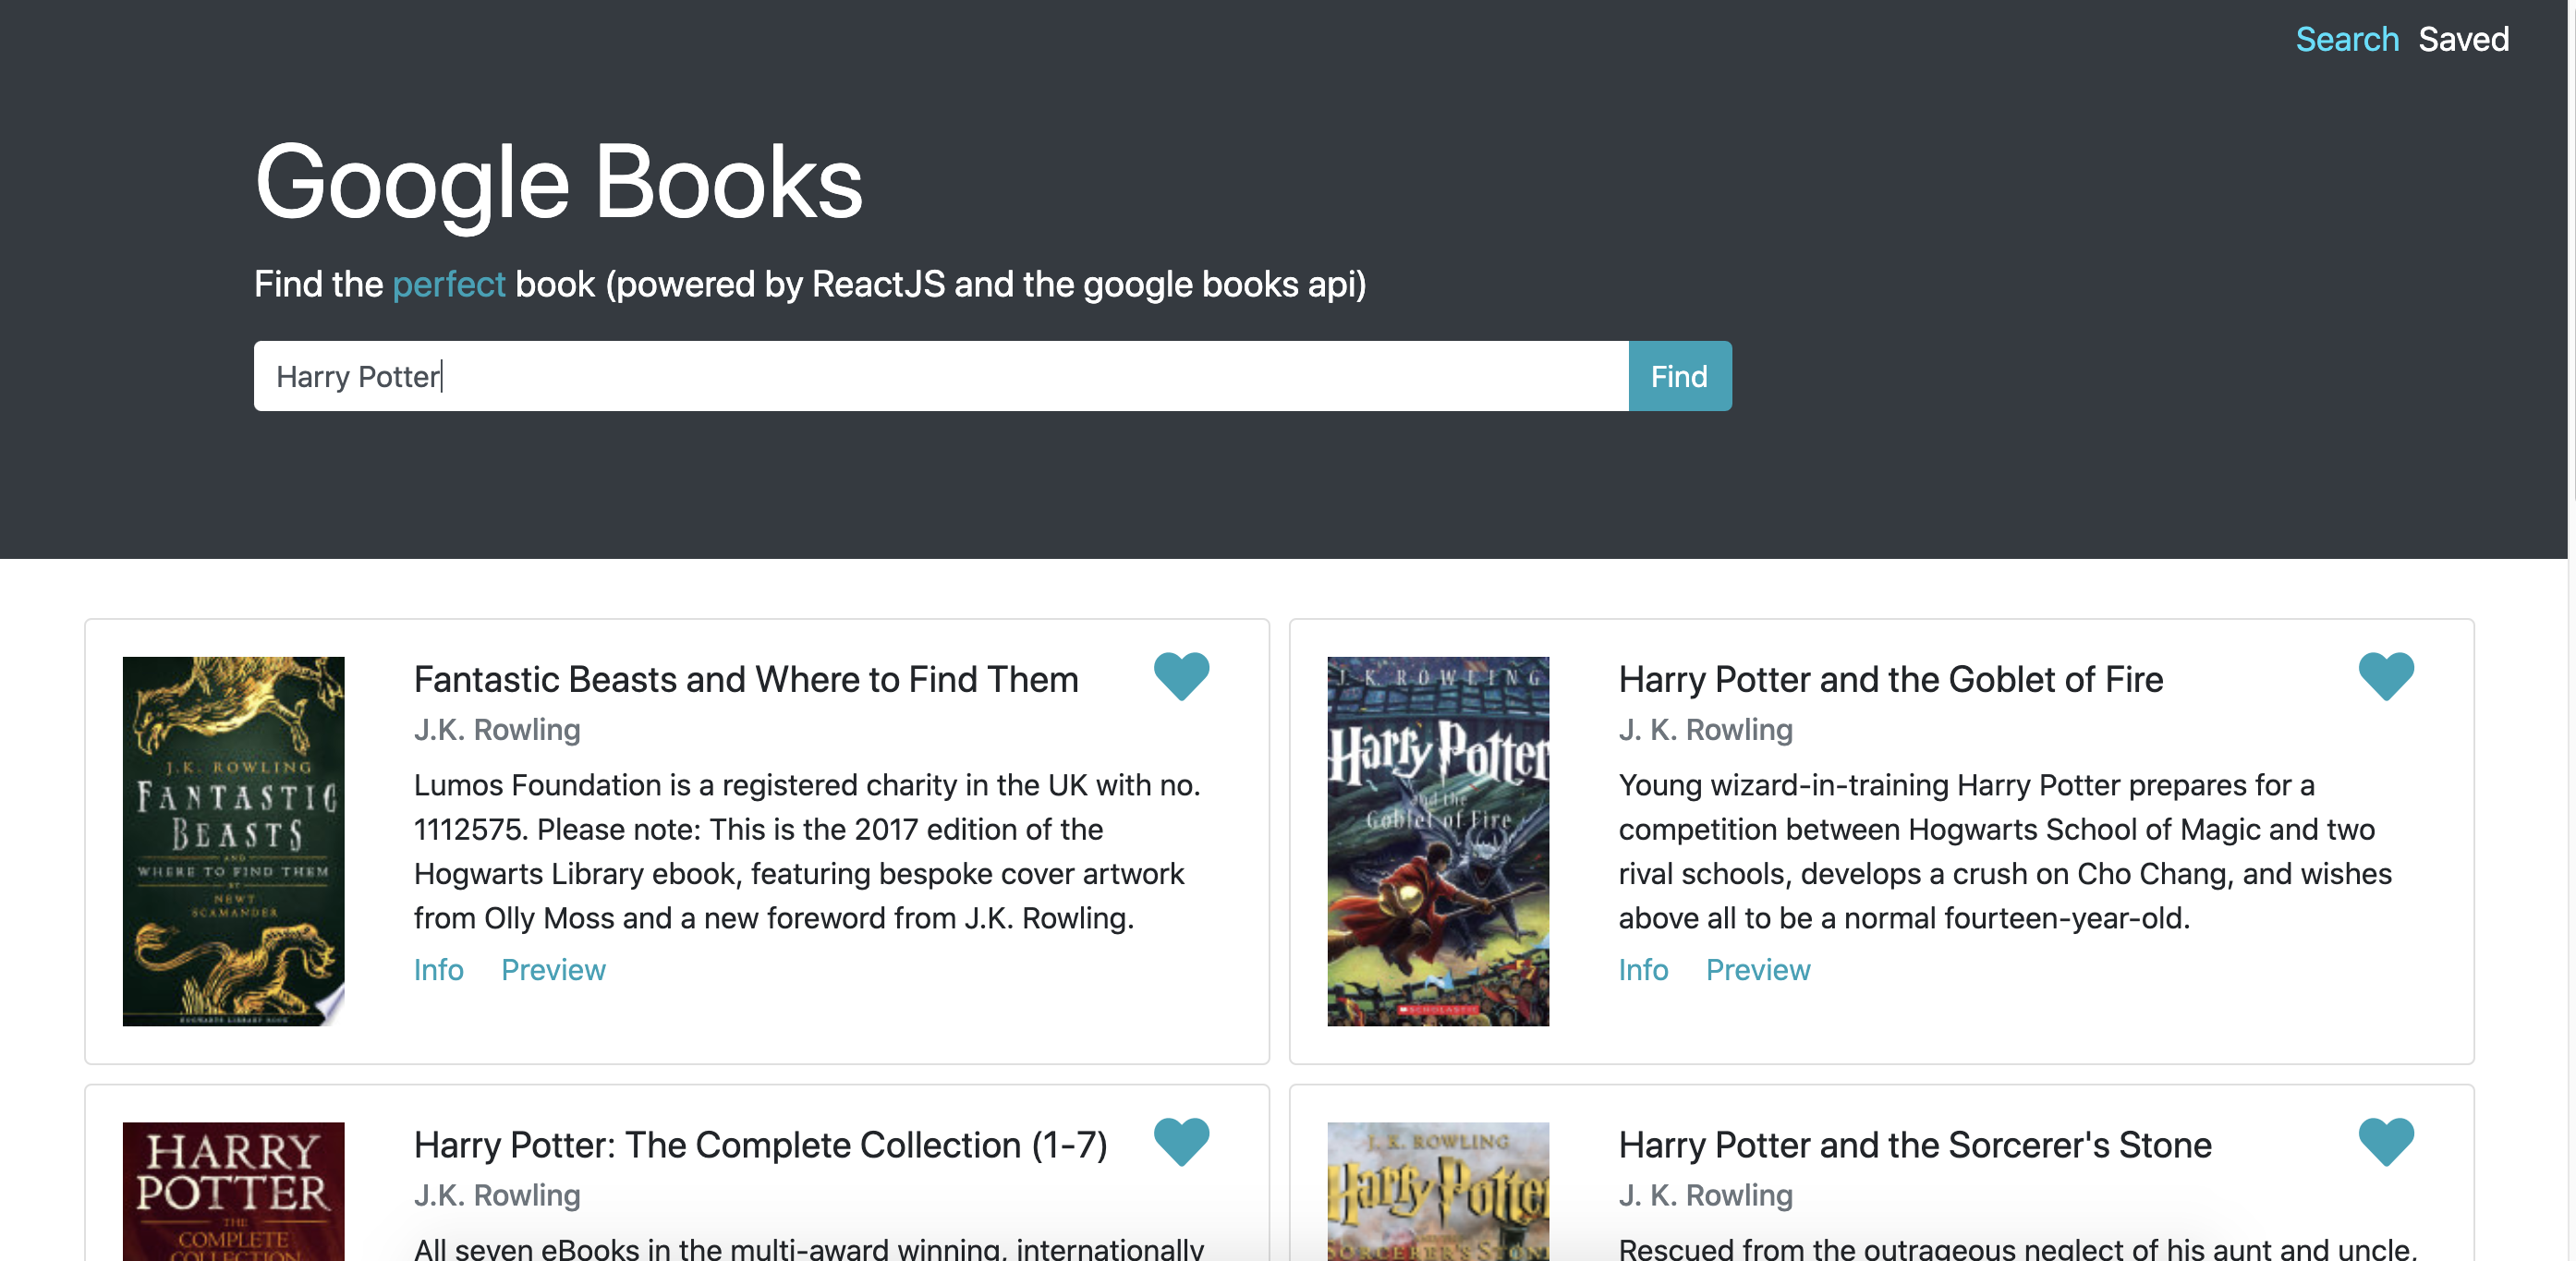 Search Saved
Google Books
Find the perfect book (powered by ReactJS and the google books api)
Harry Potter
Find
J.K. ROWLING
FANTASTIC
BEASTS
AND
WHERE TO FIND THEM
BY
NEWT
SCAMANDER
HOGWARTS LIBRARY BOOK
Fantastic Beasts and Where to Find Them
J.K. Rowling
Lumos Foundation is a registered charity in the UK with no.
1112575. Please note: This is the 2017 edition of the
Hogwarts Library ebook, featuring bespoke cover artwork
from Olly Moss and a new foreword from J.K. Rowling.
Info Preview
J. K. ROWLING
Harry Potter
and the
Goblet of Fire
SCHOLASTIC
Harry Potter and the Goblet of Fire
J. K. Rowling
Young wizard-in-training Harry Potter prepares for a
competition between Hogwarts School of Magic and two
rival schools, develops a crush on Cho Chang, and wishes
above all to be a normal fourteen-year-old.
Info Preview
HARRY
POTTER
THE
COMPLETE
COLLECTION
Harry Potter: The Complete Collection (1-7)
J.K. Rowling
All seven eBooks in the multi-award winning, internationally
J. K. ROWLING
Harry Potter
SORCERER'S STONE
Harry Potter and the Sorcerer's Stone
J. K. Rowling
Rescued from the outrageous neglect of his aunt and uncle,